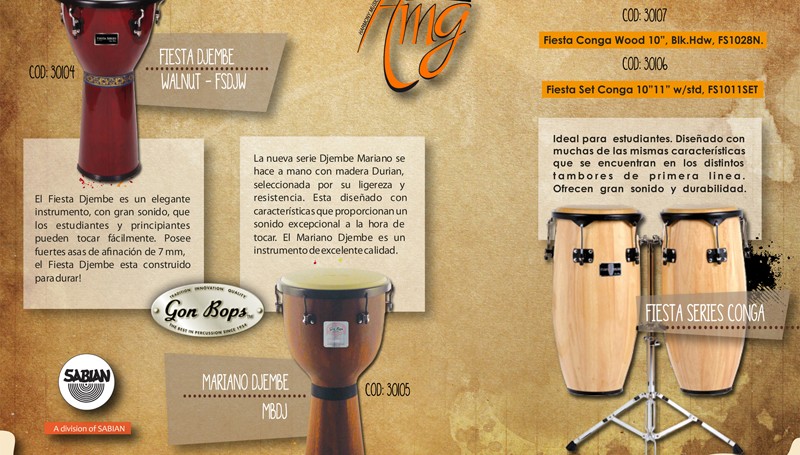 HARMONY MUSIC
Amg
FIESTA DJEMBE
WALNUT - FSDJW
COD: 30104
El Fiesta Djembe es un elegante
instrumento, con gran sonido, que
los estudiantes y principiantes
pueden tocar fácilmente. Posee
fuertes asas de afinación de 7 mm,
el Fiesta Djembe esta construido
para durar!
La nueva serie Djembe Mariano se
hace a mano con madera Durian,
seleccionada por su ligereza y
resistencia. Esta diseñado con
características que proporcionan un
sonido excepcional a la hora de
tocar. El Mariano Djembe es un
instrumento de excelente calidad.
TRADITION INNOVATION QUALITY
Gon Bops
THE BEST IN PERCUSSION SINCE 1954
SABIAN
A division of SABIAN
MARIANO DJEMBE
MBDJ
Gon Bops
COD: 30105
COD: 30107
Fiesta Conga Wood 10”, Blk.Hdw, FS1028N.
COD: 30106
Fiesta Set Conga 10”11” w/std, FS1011SET
Ideal para estudiantes. Diseñado con
muchas de las mismas características
que se encuentran en los distintos
tambores de primera linea.
Ofrecen gran sonido y durabilidad.
FIESTA SERIES CONGA